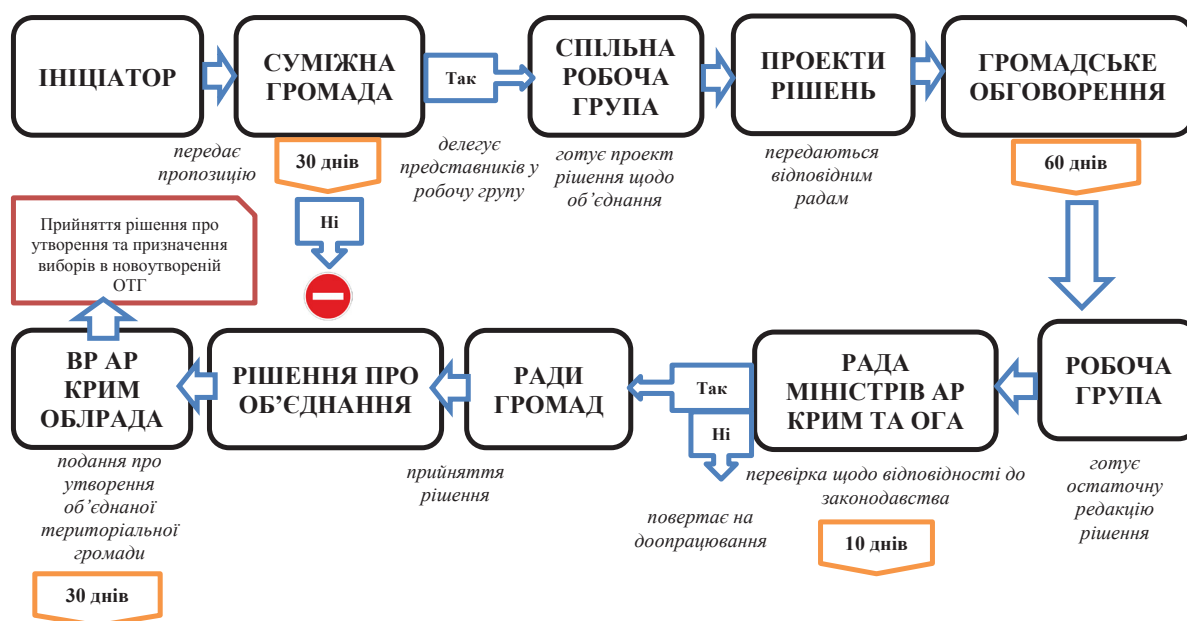 ІНІЦІАТОР
СУМІЖНА
ГРОМАДА
Так
СПІЛЬНА
РОБОЧА
ГРУПА
ПРОЕКТИ
РІШЕНЬ
ГРОМАДСЬКЕ
ОБГОВОРЕННЯ
передає
пропозицію
30 днів
делегує
представників у
робочу групу
готує проект
рішення щодо
об’єднання
передаються
відповідним
радам
60 днів
Ні
Прийняття рішення про
утворення та призначення
виборів в новоутвореній
ОТГ
ВР АР
КРИМ
ОБЛРАДА
РІШЕННЯ ПРО
ОБ’ЄДНАННЯ
РАДИ
ГРОМАД
Так
Ні
РАДА
МІНІСТРІВ АР
КРИМ ТА ОГА
РОБОЧА
ГРУПА
подання про
утворення
об’єднаної
територіальної
громади
прийняття
рішення
повертає на
доопрацювання
перевірка щодо відповідності до
законодавства
готує
остаточну
редакцію
рішення
10 днів
30 днів